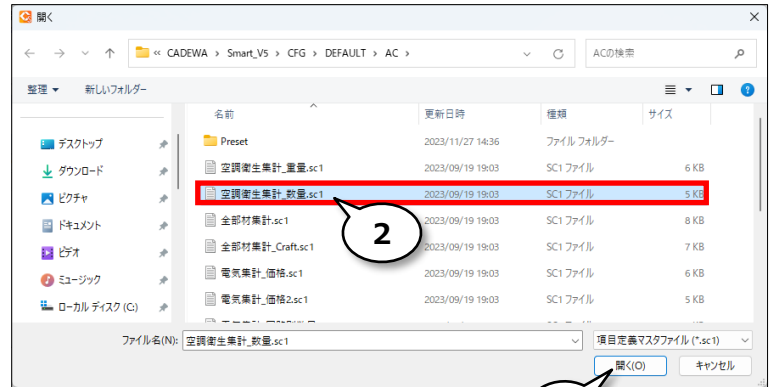 開く
« CADEWA › Smart_V5 › CFG › DEFAULT › AC ›
ACの検索
整理
新しいフォルダー
名前 更新日時 種類 サイズ
デスクトップ
ダウンロード
ピクチャ
ドキュメント
ビデオ
ミュージック
ローカル ディスク (C:)
Preset 2023/11/27 14:36 ファイル フォルダー
空調衛生集計_重量.sc1 2023/09/19 19:03 SC1 ファイル 6 KB
空調衛生集計_数量.sc1 2023/09/19 19:03 SC1 ファイル 5 KB
全部材集計.sc1 2023/09/19 19:03 SC1 ファイル 8 KB
全部材集計_Craft.sc1 2023/09/19 19:03 SC1 ファイル 7 KB
電気集計_価格.sc1 2023/09/19 19:03 SC1 ファイル 6 KB
電気集計_価格2.sc1 2023/09/19 19:03 SC1 ファイル 5 KB
2
ファイル名(N): 空調衛生集計_数量.sc1
項目定義マスタファイル (*.sc1)
開く(O)
キャンセル